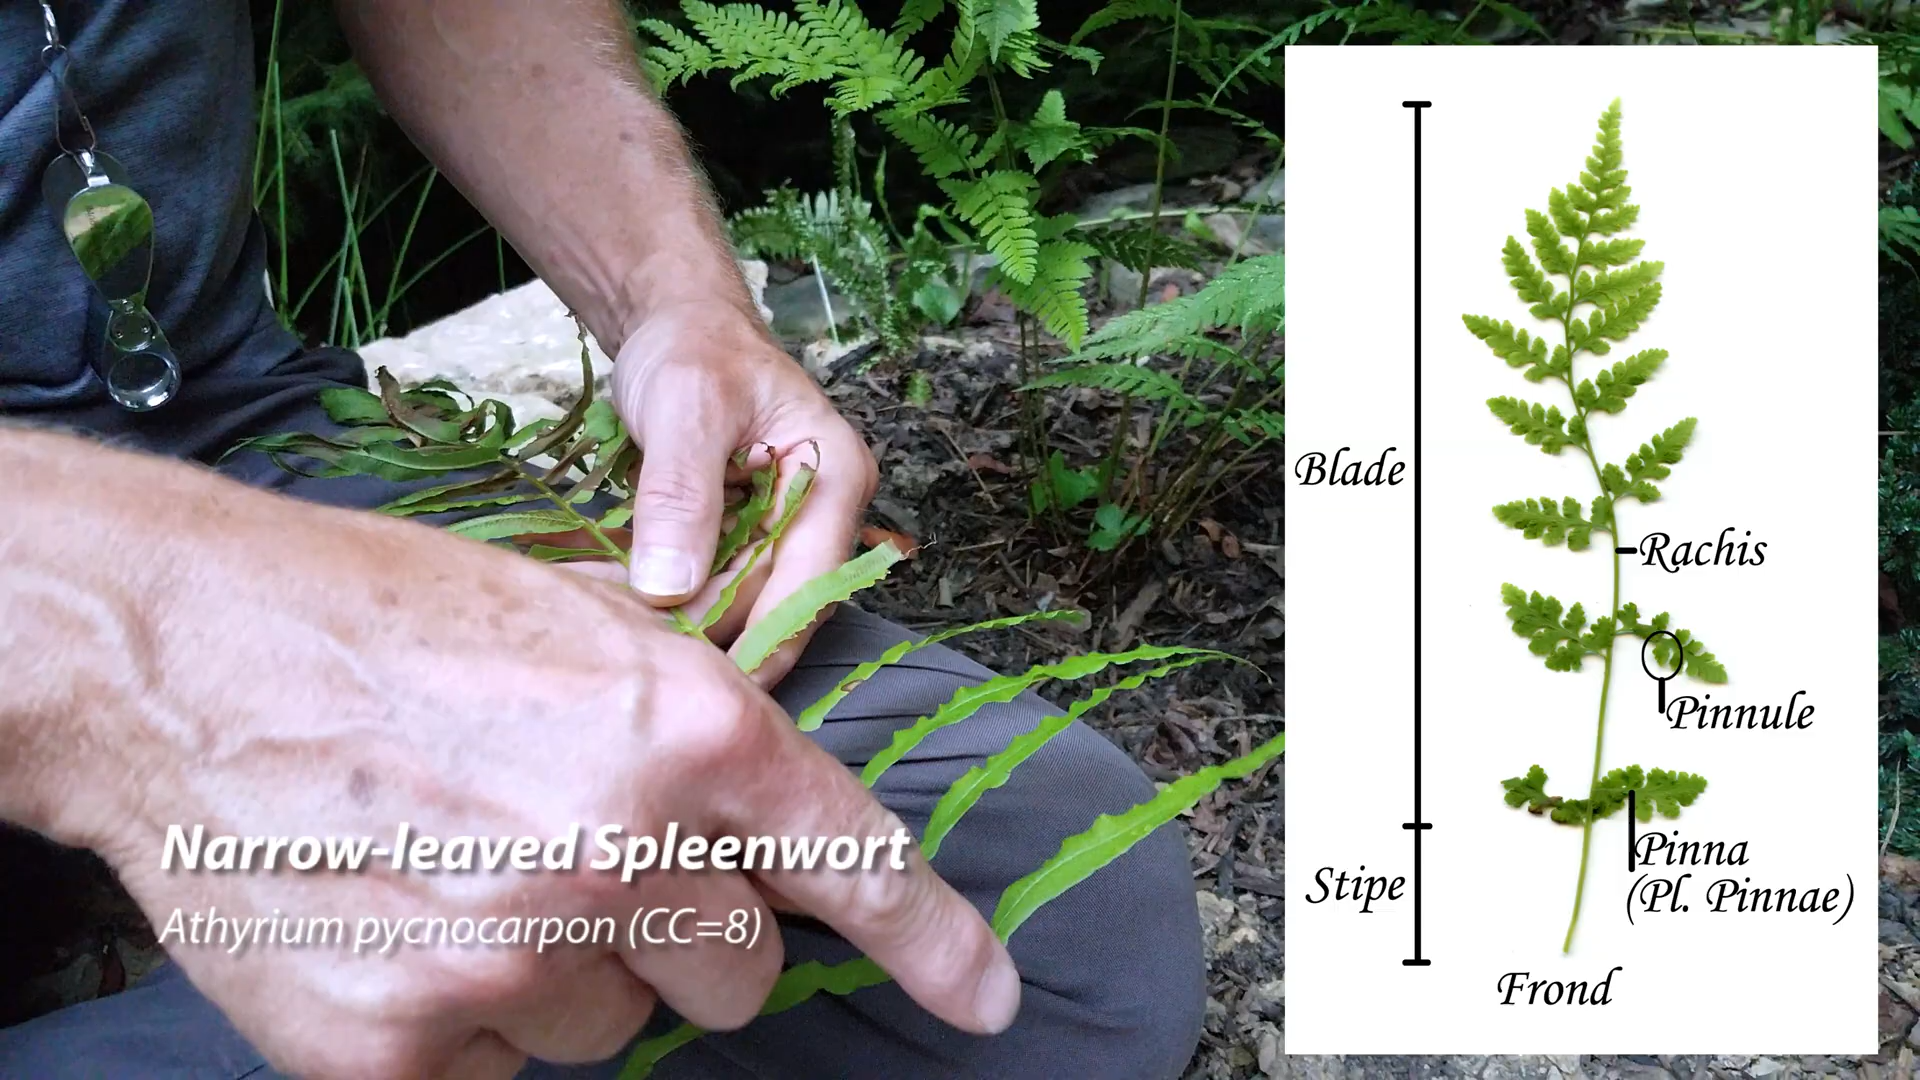 Narrow-leaved Spleenwort
Athyrium pycnocarpon (CC=8)
Blade
Rachis
Pinnule
Pinna
(Pl. Pinnae)
Stipe
Frond